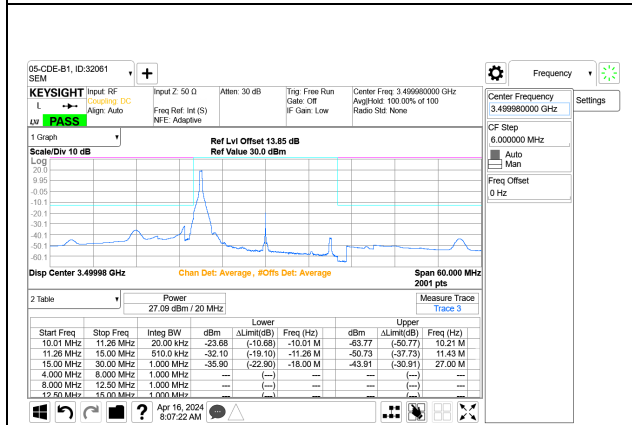 05-CDE-B1, ID:32061
SEM
Frequency
KEYSIGHT
L
LXI
PASS
Input: RF
Coupling: DC
Align: Auto
Input Z: 50 Ω
Freq Ref: Int (S)
NFE: Adaptive
Atten: 30 dB
Trig: Free Run
Gate: Off
IF Gain: Low
Center Freq: 3.499980000 GHz
Avg|Hold: 100.00% of 100
Radio Std: None
Center Frequency
3.499980000 GHz
Settings
CF Step
6.000000 MHz
Auto
Man
Freq Offset
0 Hz
1 Graph
Scale/Div 10 dB
Ref Lvl Offset 13.85 dB
Ref Value 30.0 dBm
Log
20.0
9.95
-0.05
-10.1
-20.1
-30.1
-40.1
-50.1
-60.1
Disp Center 3.49998 GHz
Chan Det: Average, #Offs Det: Average
Span 60.000 MHz
2001 pts
2 Table
Power
27.09 dBm / 20 MHz
Measure Trace
Trace 3
Lower Upper
Start Freq Stop Freq Integ BW dBm ΔLimit(dB) Freq (Hz) dBm ΔLimit(dB) Freq (Hz)
10.01 MHz 11.26 MHz 20.00 kHz -23.68 (-10.68) -10.01 M -63.77 (-50.77) 10.21 M
11.26 MHz 15.00 MHz 510.0 kHz -32.10 (-19.10) -11.26 M -50.73 (-37.73) 11.43 M
15.00 MHz 30.00 MHz 1.000 MHz -35.90 (-22.90) -18.00 M -43.91 (-30.91) 27.00 M
4.000 MHz 8.000 MHz 1.000 MHz --- (---) --- --- (---) ---
8.000 MHz 12.50 MHz 1.000 MHz --- (---) --- --- (---) ---
12.50 MHz 15.00 MHz 1.000 MHz --- (---) --- --- (---) ---
?
Apr 16, 2024
8:07:22 AM